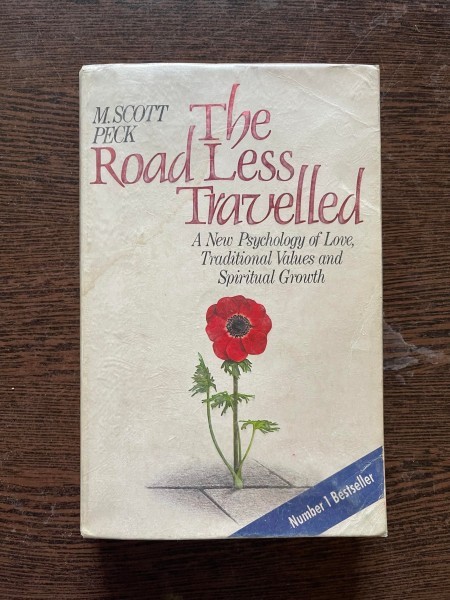 M. SCOTT
PECK
The
Road Less
Travelled
A New Psychology of Love,
Traditional Values and
Spiritual Growth
Number 1 Bestseller